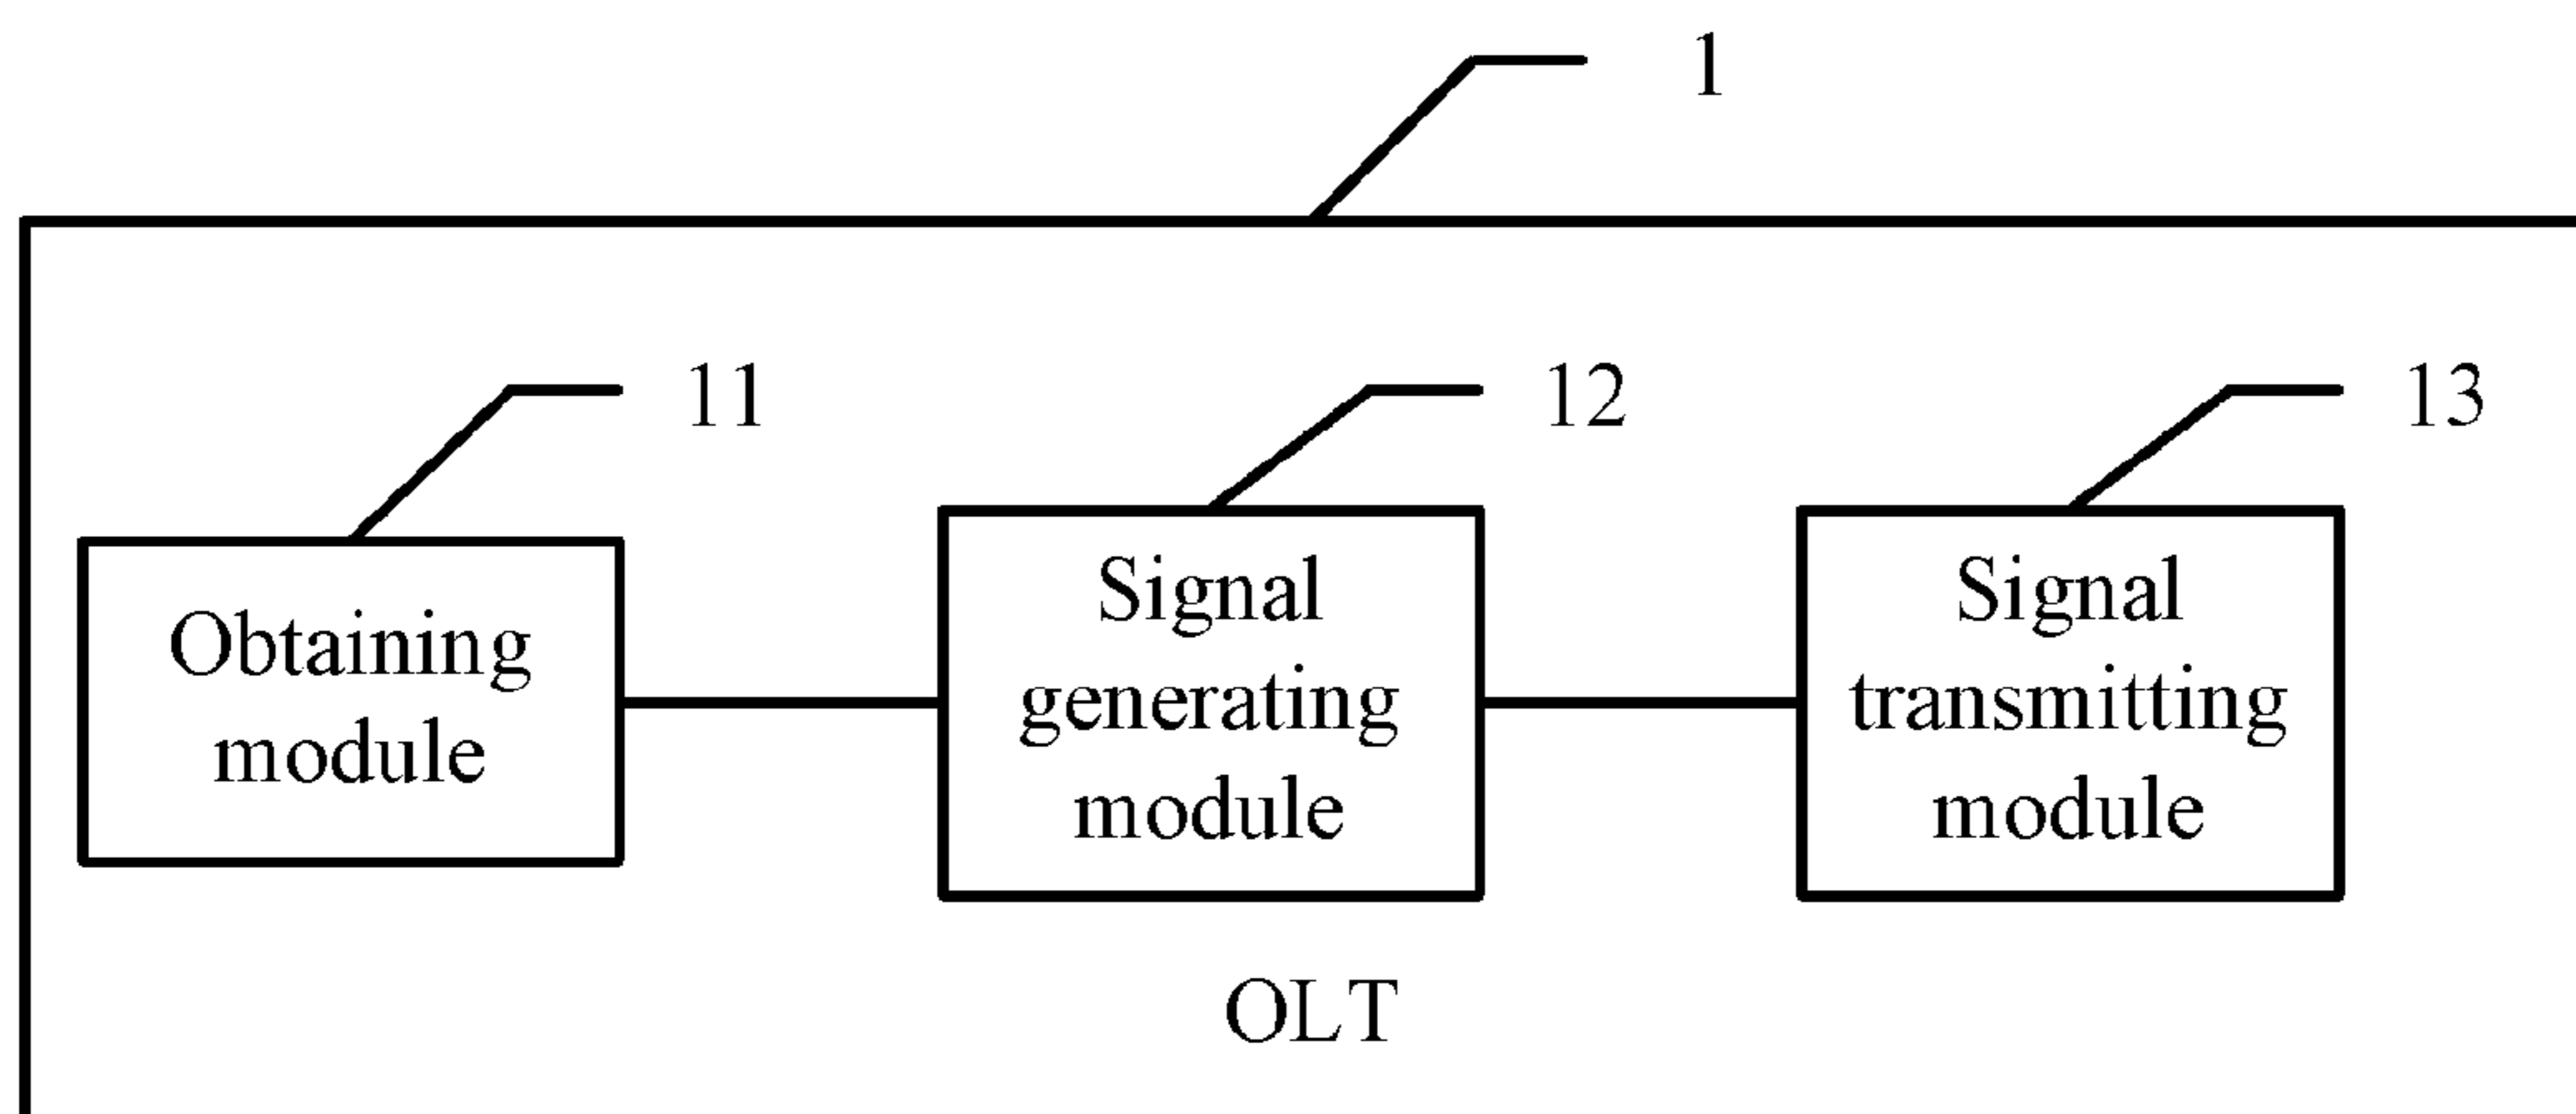 1
11
12
13
Obtaining
module
Signal
generating
module
Signal
transmitting
module
OLT